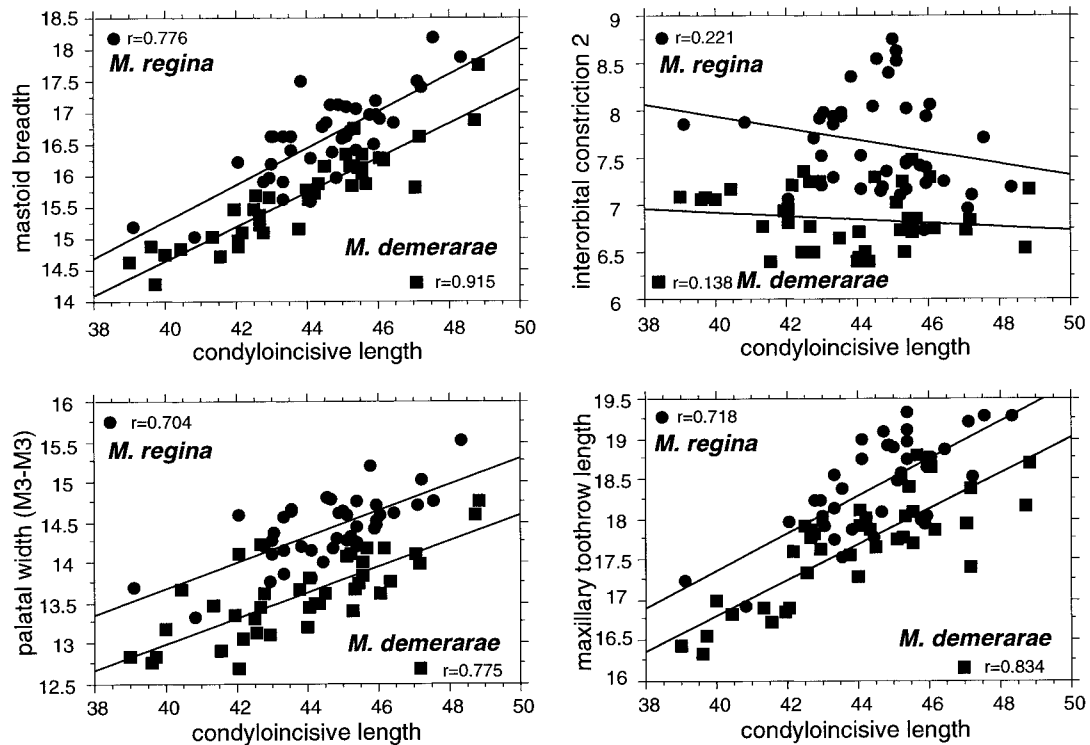 18.5
18
17.5
17
16.5
16
15.5
15
14.5
14
r=0.776
M. regina
M. demerarae
r=0.915
mastoid breadth
38 40 42 44 46 48 50
condyloincisive length
9
8.5
8
7.5
7
6.5
6
r=0.221
M. regina
r=0.138 M. demerarae
interorbital constriction 2
38 40 42 44 46 48 50
condyloincisive length
16
15.5
15
14.5
14
13.5
13
12.5
r=0.704
M. regina
M. demerarae
r=0.775
palatal width (M3-M3)
38 40 42 44 46 48 50
condyloincisive length
19.5
19
18.5
18
17.5
17
16.5
16
r=0.718
M. regina
M. demerarae
r=0.834
maxillary toothrow length
38 40 42 44 46 48 50
condyloincisive length